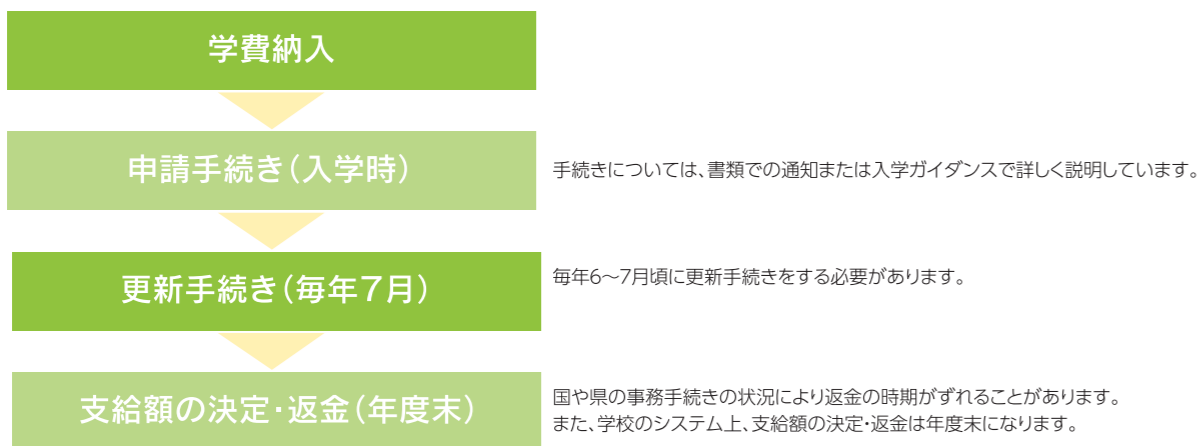 学費納入
申請手続き(入学時)
手続きについては、書類での通知または入学ガイダンスで詳しく説明しています。
更新手続き(毎年7月)
毎年6〜7月頃に更新手続きをする必要があります。
支給額の決定・返金(年度末)
国や県の事務手続きの状況により返金の時期がずれることがあります。
また、学校のシステム上、支給額の決定・返金は年度末になります。